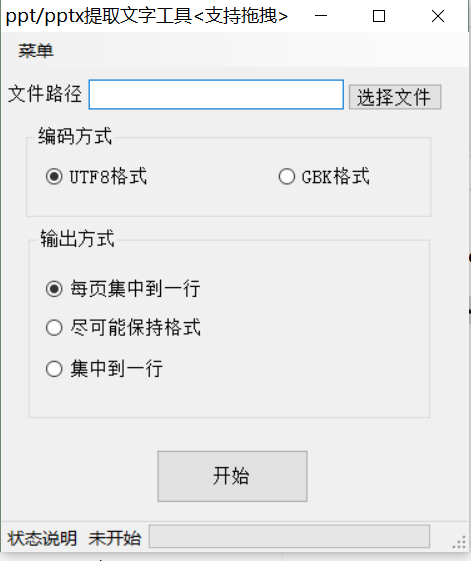 ppt/pptx提取文字工具<支持拖拽>
菜单
文件路径 选择文件
编码方式
UTF8格式 GBK格式
输出方式
每页集中到一行
尽可能保持格式
集中到一行
开始
状态说明 未开始